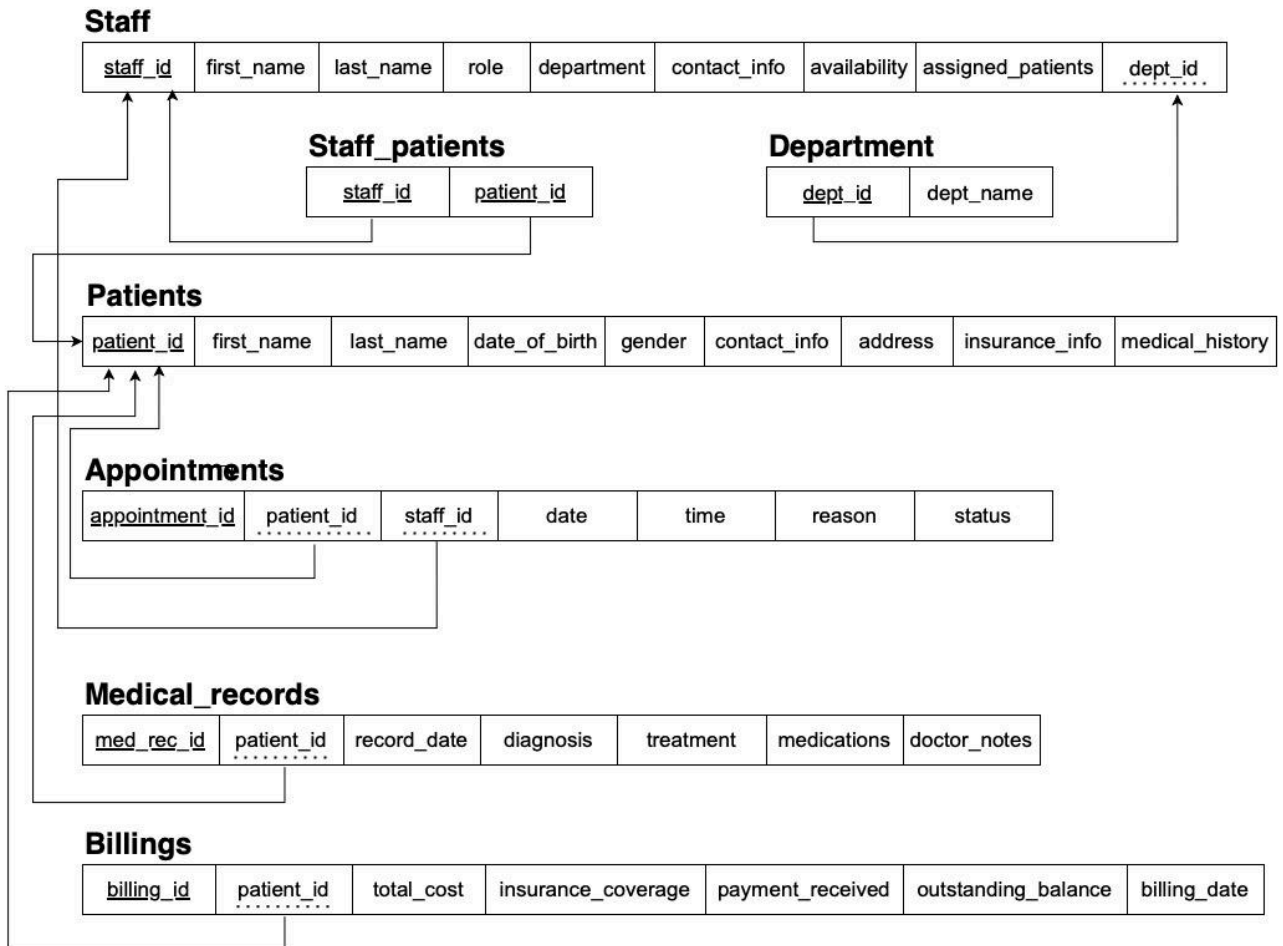 Staff
staff_id first_name last_name role department contact_info availability assigned_patients dept_id
Staff_patients Department
staff_id patient_id dept_id dept_name
Patients
patient_id first_name last_name date_of_birth gender contact_info address insurance_info medical_history
Appointments
appointment_id patient_id staff_id date time reason status
Medical_records
med_rec_id patient_id record_date diagnosis treatment medications doctor_notes
Billings
billing_id patient_id total_cost insurance_coverage payment_received outstanding_balance billing_date